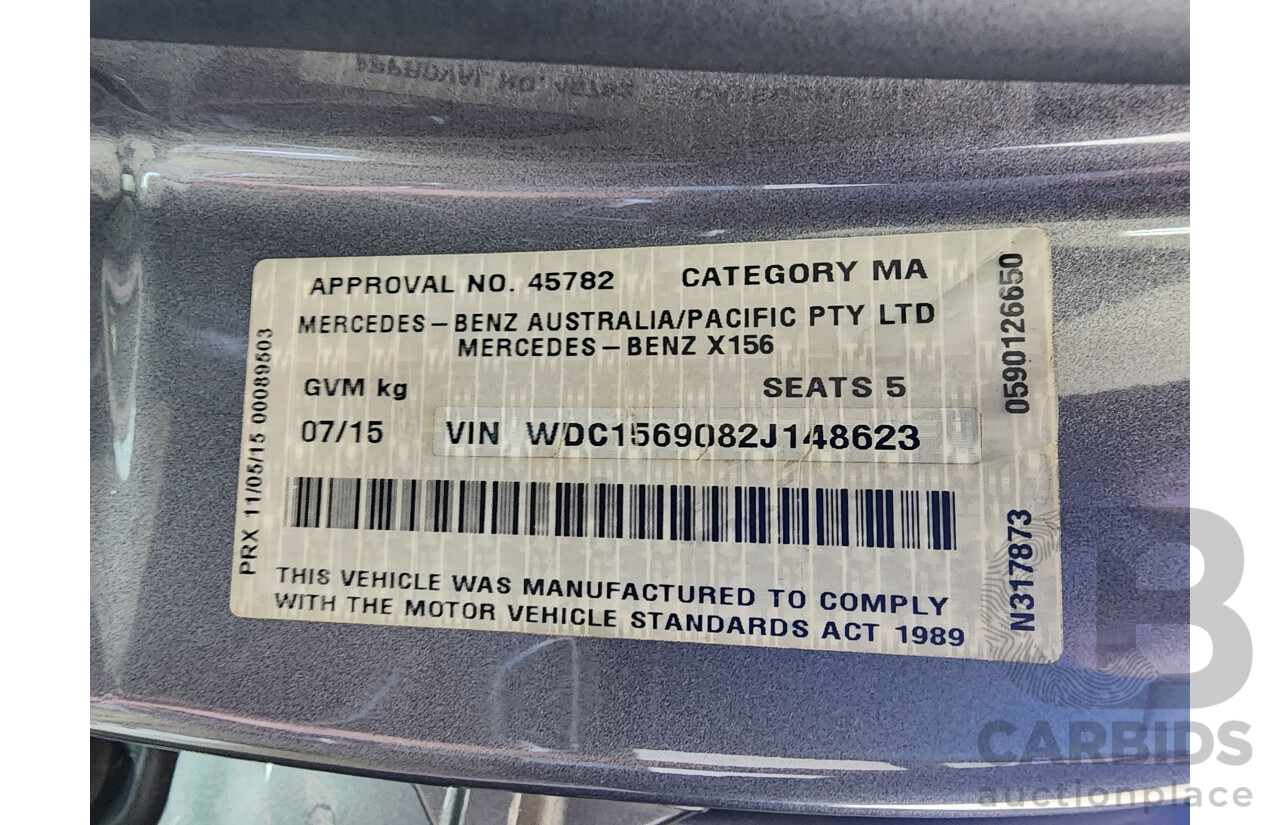 APPROVAL NO. 45782 CATEGORY MA
MERCEDES-BENZ AUSTRALIA/PACIFIC PTY LTD
MERCEDES-BENZ X156
GVM kg SEATS 5
07/15 VIN WDC1569082J148623
THIS VEHICLE WAS MANUFACTURED TO COMPLY
WITH THE MOTOR VEHICLE STANDARDS ACT 1989
PRX 11/05/15 00089503
0590126650
N317873
B
CARBIDS
auctionplace